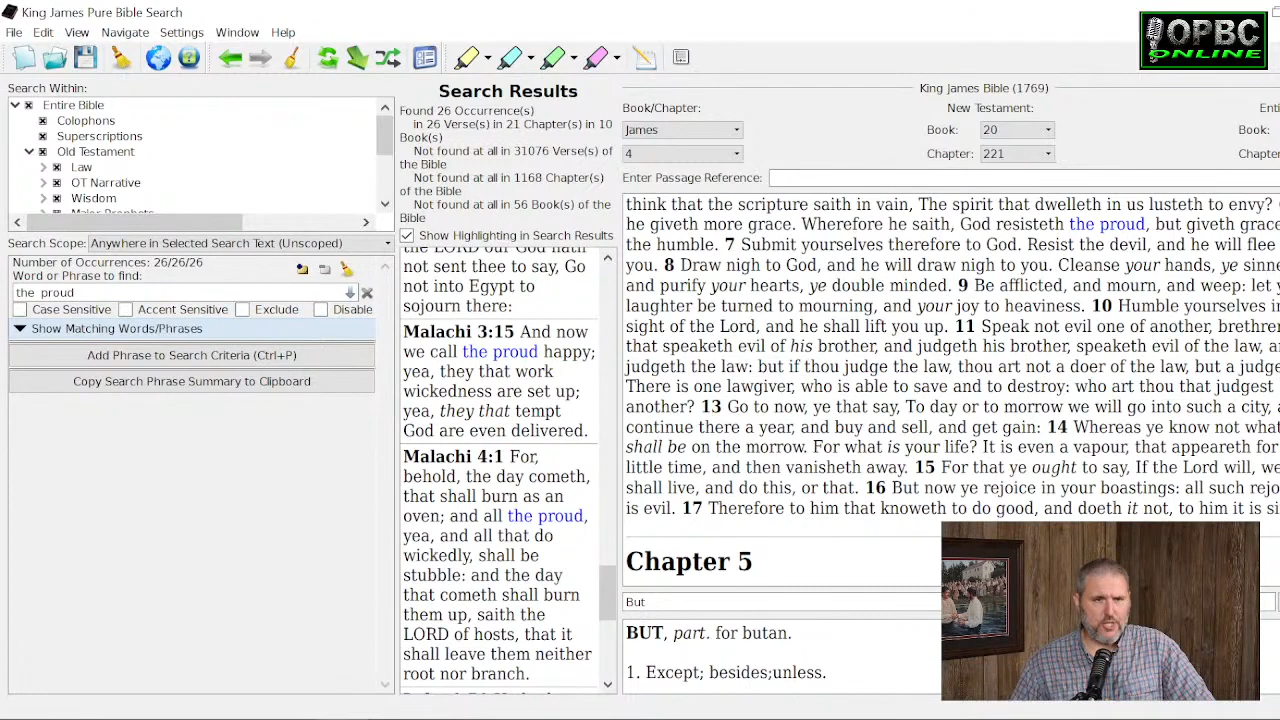 King James Pure Bible Search
File Edit View Navigate Settings Window Help
OPBC
ONLINE
Search Within:
Entire Bible
Colophons
Superscriptions
Old Testament
Law
OT Narrative
Wisdom
Major Prophets
Search Scope: Anywhere in Selected Search Text (Unscoped)
Number of Occurrences: 26/26/26
Word or Phrase to find:
the proud
Case Sensitive Accent Sensitive Exclude Disable
Show Matching Words/Phrases
Add Phrase to Search Criteria (Ctrl+P)
Copy Search Phrase Summary to Clipboard
Search Results
Found 26 Occurrence(s)
in 26 Verse(s) in 21 Chapter(s) in 10
Book(s)
Not found at all in 31076 Verse(s) of
the Bible
Not found at all in 1168 Chapter(s)
of the Bible
Not found at all in 56 Book(s) of the
Bible
Show Highlighting in Search Results
the LORD our God hath
not sent thee to say, Go
not into Egypt to
sojourn there:
Malachi 3:15 And now
we call the proud happy;
yea, they that work
wickedness are set up;
yea, they that tempt
God are even delivered.
Malachi 4:1 For,
behold, the day cometh,
that shall burn as an
oven; and all the proud,
yea, and all that do
wickedly, shall be
stubble: and the day
that cometh shall burn
them up, saith the
LORD of hosts, that it
shall leave them neither
root nor branch.
King James Bible (1769)
Book/Chapter: New Testament: Enti
James Book: 20 Book:
4 Chapter: 221 Chapte
Enter Passage Reference:
think that the scripture saith in vain, The spirit that dwelleth in us lusteth to envy?
he giveth more grace. Wherefore he saith, God resisteth the proud, but giveth grace
the humble. 7 Submit yourselves therefore to God. Resist the devil, and he will flee
you. 8 Draw nigh to God, and he will draw nigh to you. Cleanse your hands, ye sinne
and purify your hearts, ye double minded. 9 Be afflicted, and mourn, and weep: let y
laughter be turned to mourning, and your joy to heaviness. 10 Humble yourselves i
sight of the Lord, and he shall lift you up. 11 Speak not evil one of another, brethre
that speaketh evil of his brother, and judgeth his brother, speaketh evil of the law, a
judgeth the law: but if thou judge the law, thou art not a doer of the law, but a judg
There is one lawgiver, who is able to save and to destroy: who art thou that judgest
another? 13 Go to now, ye that say, To day or to morrow we will go into such a city, a
continue there a year, and buy and sell, and get gain: 14 Whereas ye know not what
shall be on the morrow. For what is your life? It is even a vapour, that appeareth for
little time, and then vanisheth away. 15 For that ye ought to say, If the Lord will, we
shall live, and do this, or that. 16 But now ye rejoice in your boastings: all such rejo
is evil. 17 Therefore to him that knoweth to do good, and doeth it not, to him it is si
Chapter 5
But
BUT, part. for butan.
1. Except; besides;unless.